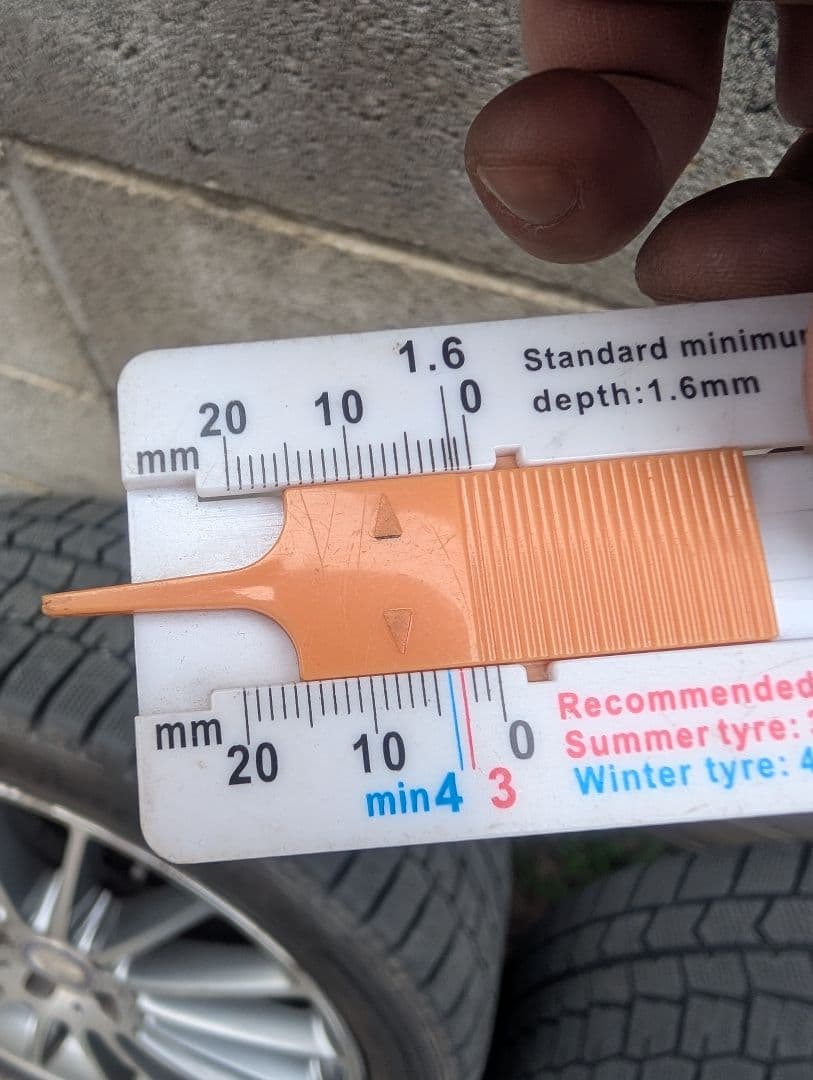 1.6
20 10 0
mm
Standard
depth:1.6mm
mm
20 10 0
min4 3
Recommended
Summer tyre:
Winter tyre: 4